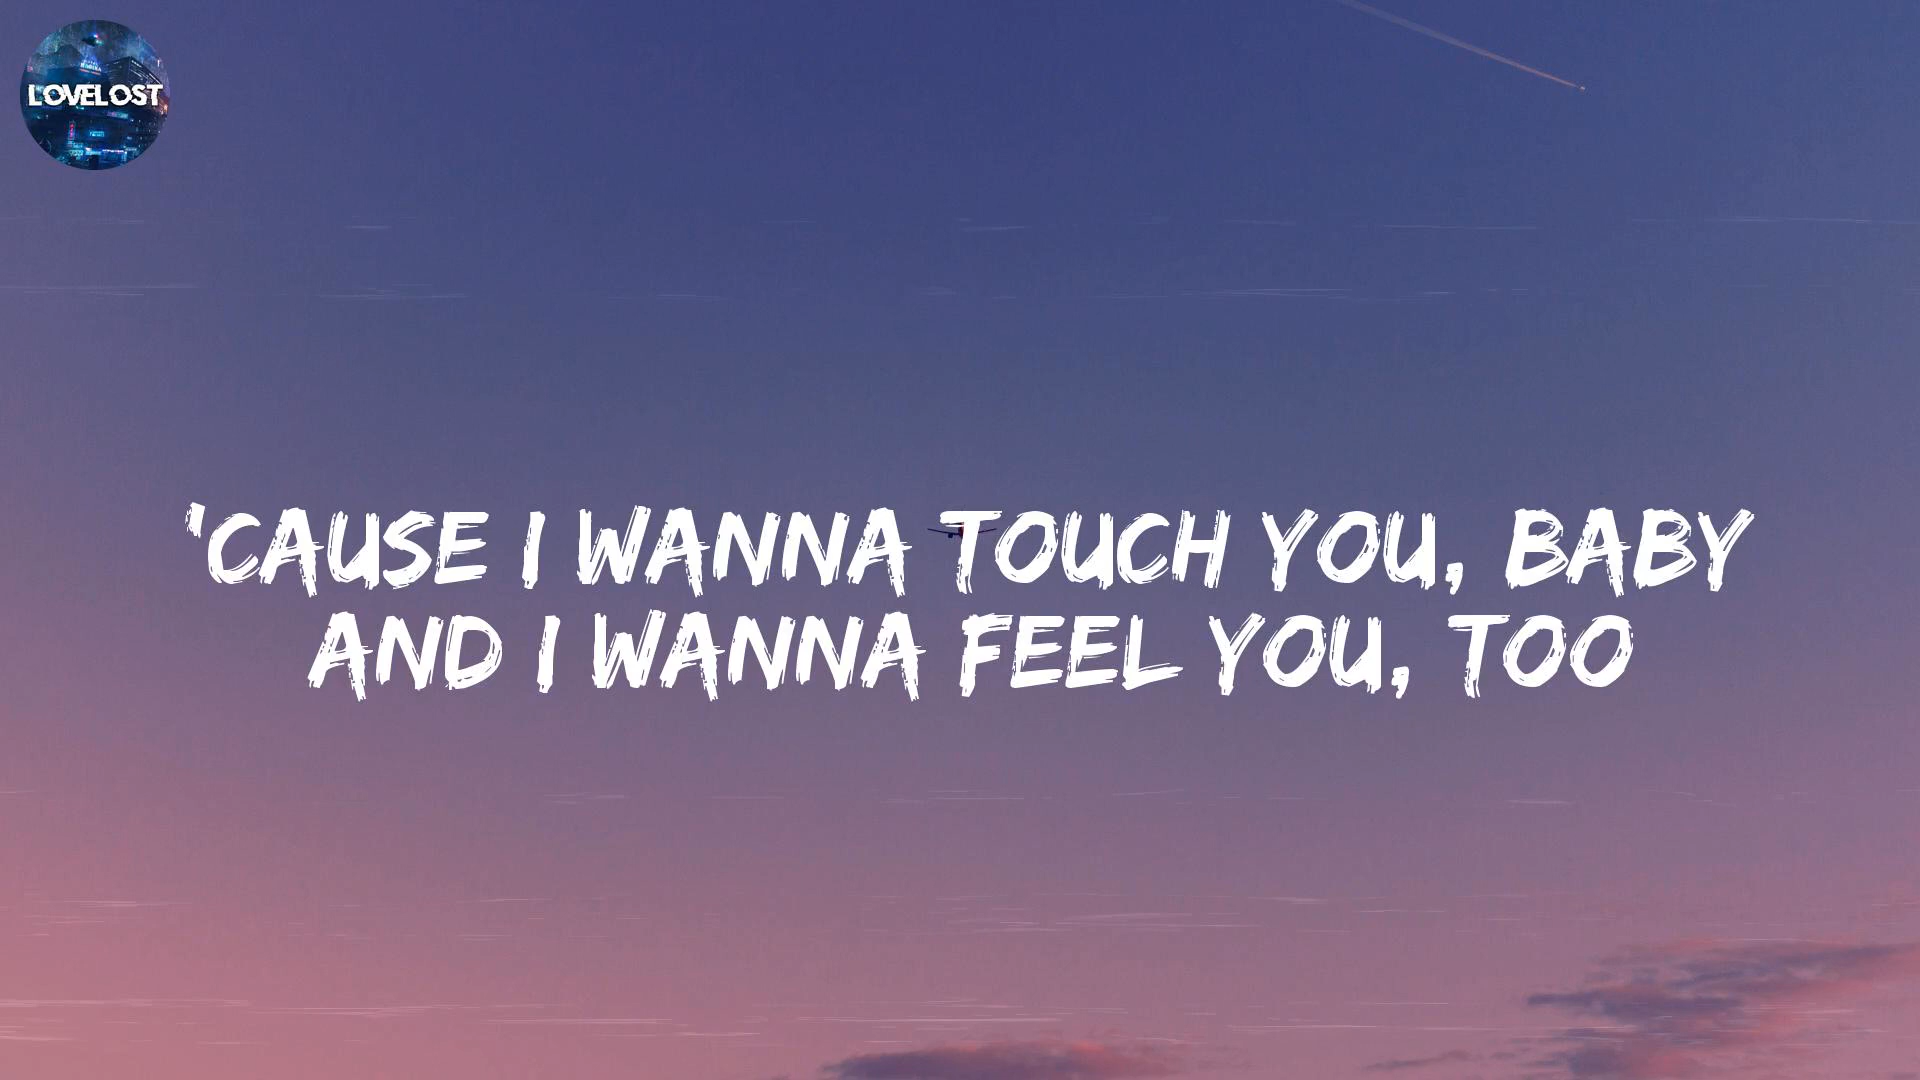 LOVELOST
'CAUSE I WANNA TOUCH YOU, BABY
AND I WANNA FEEL YOU, TOO